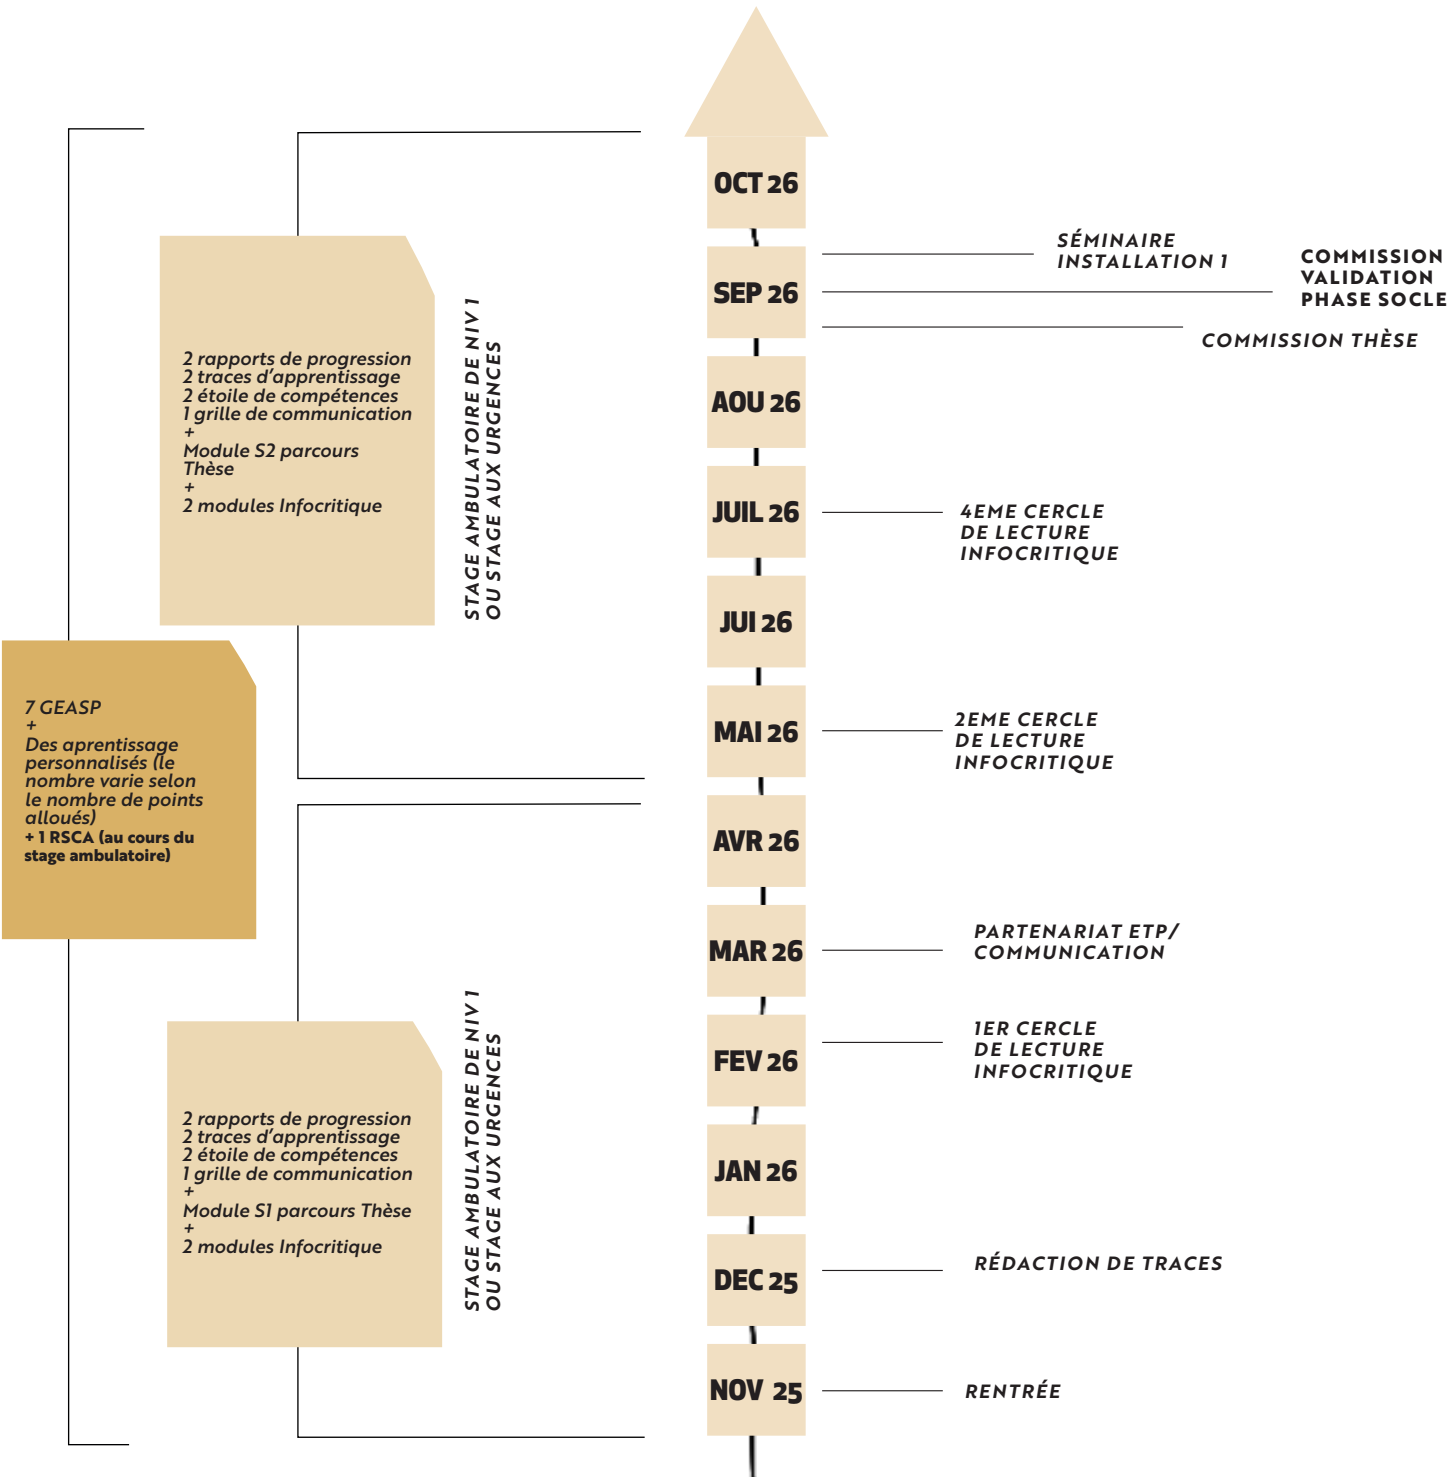 OCT 26
SÉMINAIRE
INSTALLATION 1
COMMISSION
VALIDATION
PHASE SOCLE
SEP 26
COMMISSION THÈSE
AOU 26
JUIL 26
4EME CERCLE
DE LECTURE
INFOCRITIQUE
JUI 26
MAI 26
2EME CERCLE
DE LECTURE
INFOCRITIQUE
AVR 26
MAR 26
PARTENARIAT ETP/
COMMUNICATION
FEV 26
1ER CERCLE
DE LECTURE
INFOCRITIQUE
JAN 26
DEC 25
RÉDACTION DE TRACES
NOV 25
RENTRÉE
2 rapports de progression
2 traces d'apprentissage
2 étoile de compétences
1 grille de communication
+
Module S2 parcours
Thèse
+
2 modules Infocritique
STAGE AMBULATOIRE DE NIV 1
OU STAGE AUX URGENCES
7 GEASP
+
Des aprentissage
personnalisés (le
nombre varie selon
le nombre de points
alloués)
+ 1 RSCA (au cours du
stage ambulatoire)
2 rapports de progression
2 traces d'apprentissage
2 étoile de compétences
1 grille de communication
+
Module S1 parcours Thèse
+
2 modules Infocritique
STAGE AMBULATOIRE DE NIV 1
OU STAGE AUX URGENCES